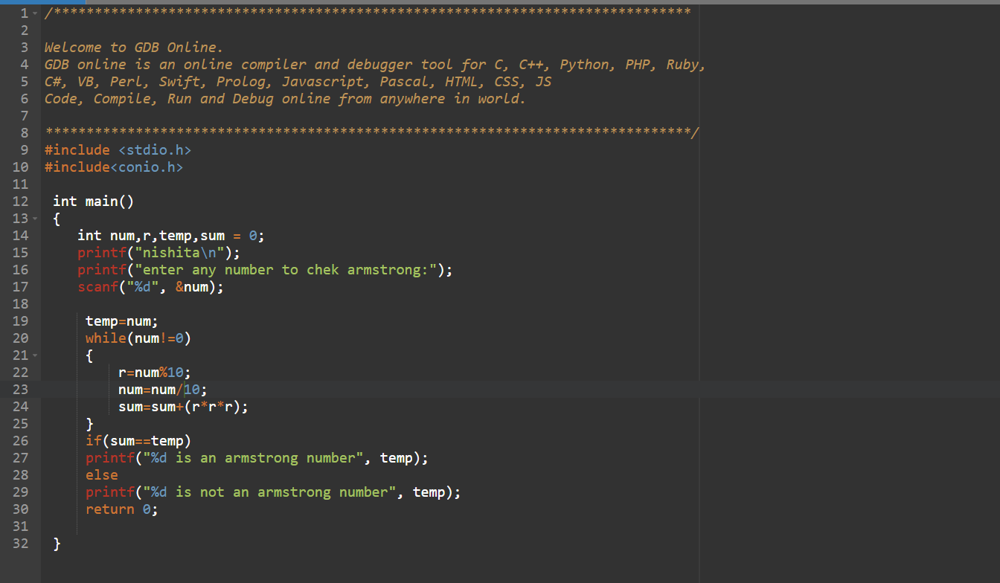 1 /******************************************************************************
2
3 Welcome to GDB Online.
4 GDB online is an online compiler and debugger tool for C, C++, Python, PHP, Ruby,
5 C#, VB, Perl, Swift, Prolog, Javascript, Pascal, HTML, CSS, JS
6 Code, Compile, Run and Debug online from anywhere in world.
7
8 *******************************************************************************/
9 #include <stdio.h>
10 #include<conio.h>
11
12 int main()
13 {
14 int num,r,temp,sum = 0;
15 printf("nishita\n");
16 printf("enter any number to chek armstrong:");
17 scanf("%d", &num);
18
19 temp=num;
20 while(num!=0)
21 {
22 r=num%10;
23 num=num/10;
24 sum=sum+(r*r*r);
25 }
26 if(sum==temp)
27 printf("%d is an armstrong number", temp);
28 else
29 printf("%d is not an armstrong number", temp);
30 return 0;
31
32 }